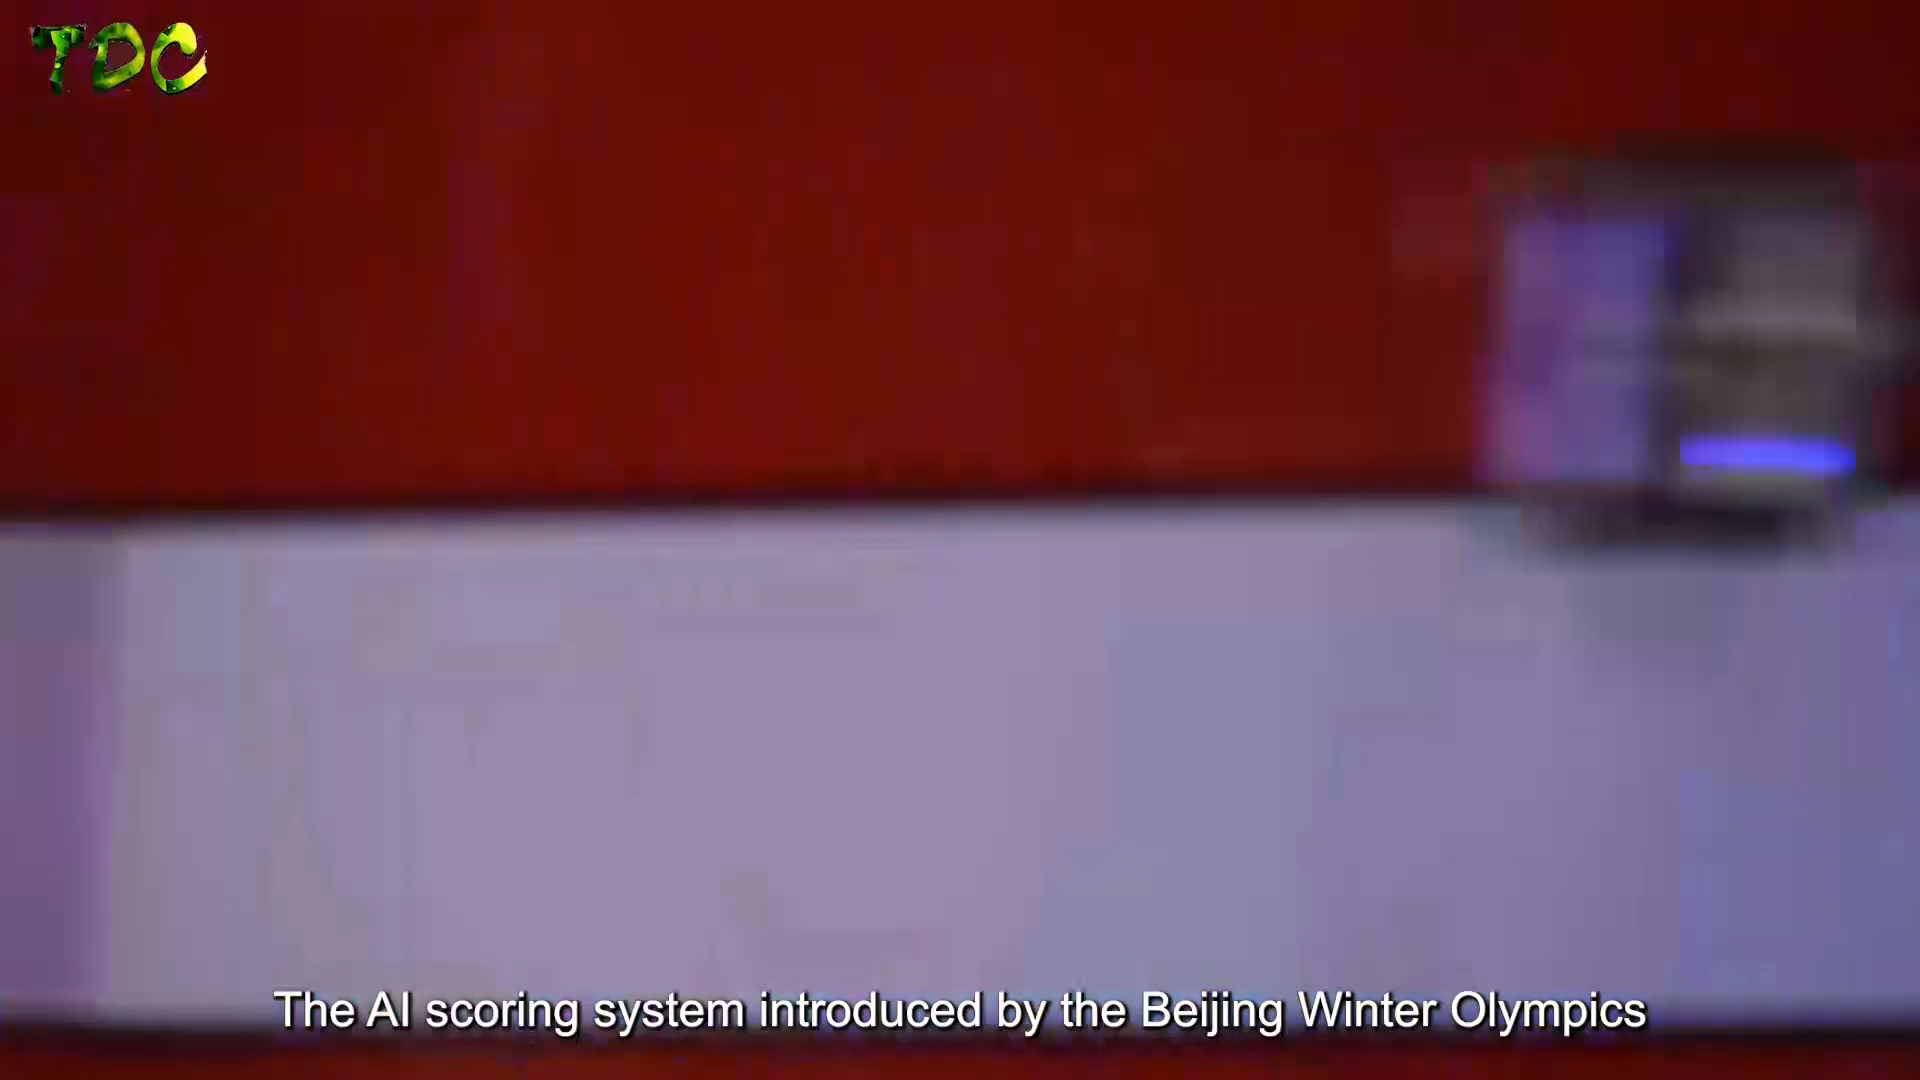 TDC
The AI scoring system introduced by the Beijing Winter Olympics